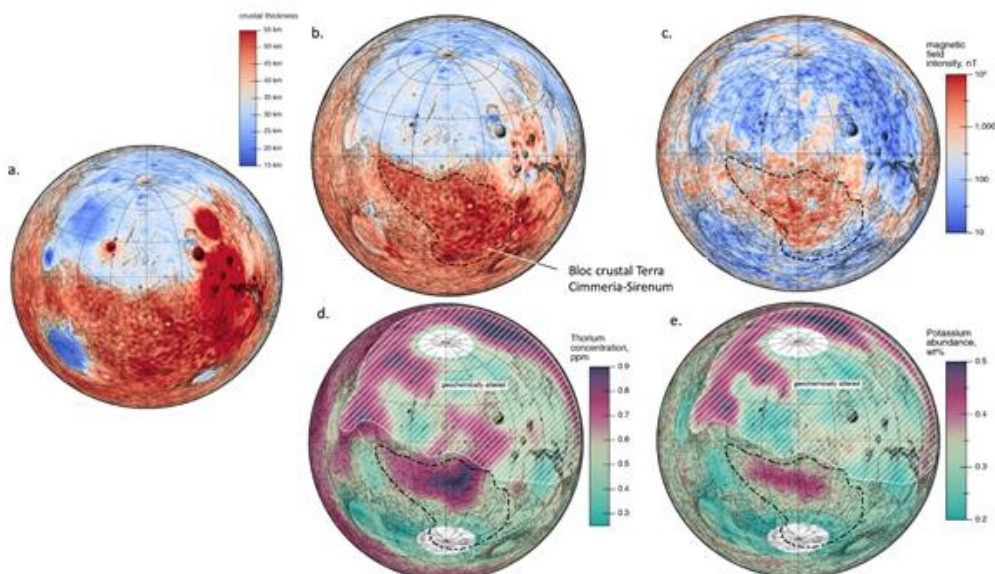 crustal thickness
55 km
50 km
45 km
40 km
35 km
30 km
25 km
20 km
15 km
a.
b.
c.
magnetic
field
intensity, nT
1,000
100
10
Bloc crustal Terra
Cimmeria-Sirenum
d.
Thorium
concentration,
ppm
0.9
0.8
0.7
0.6
0.5
0.4
0.3
geochemically altered
e.
Potassium
abundance,
wt%
0.5
0.4
0.3
0.2
geochemically altered